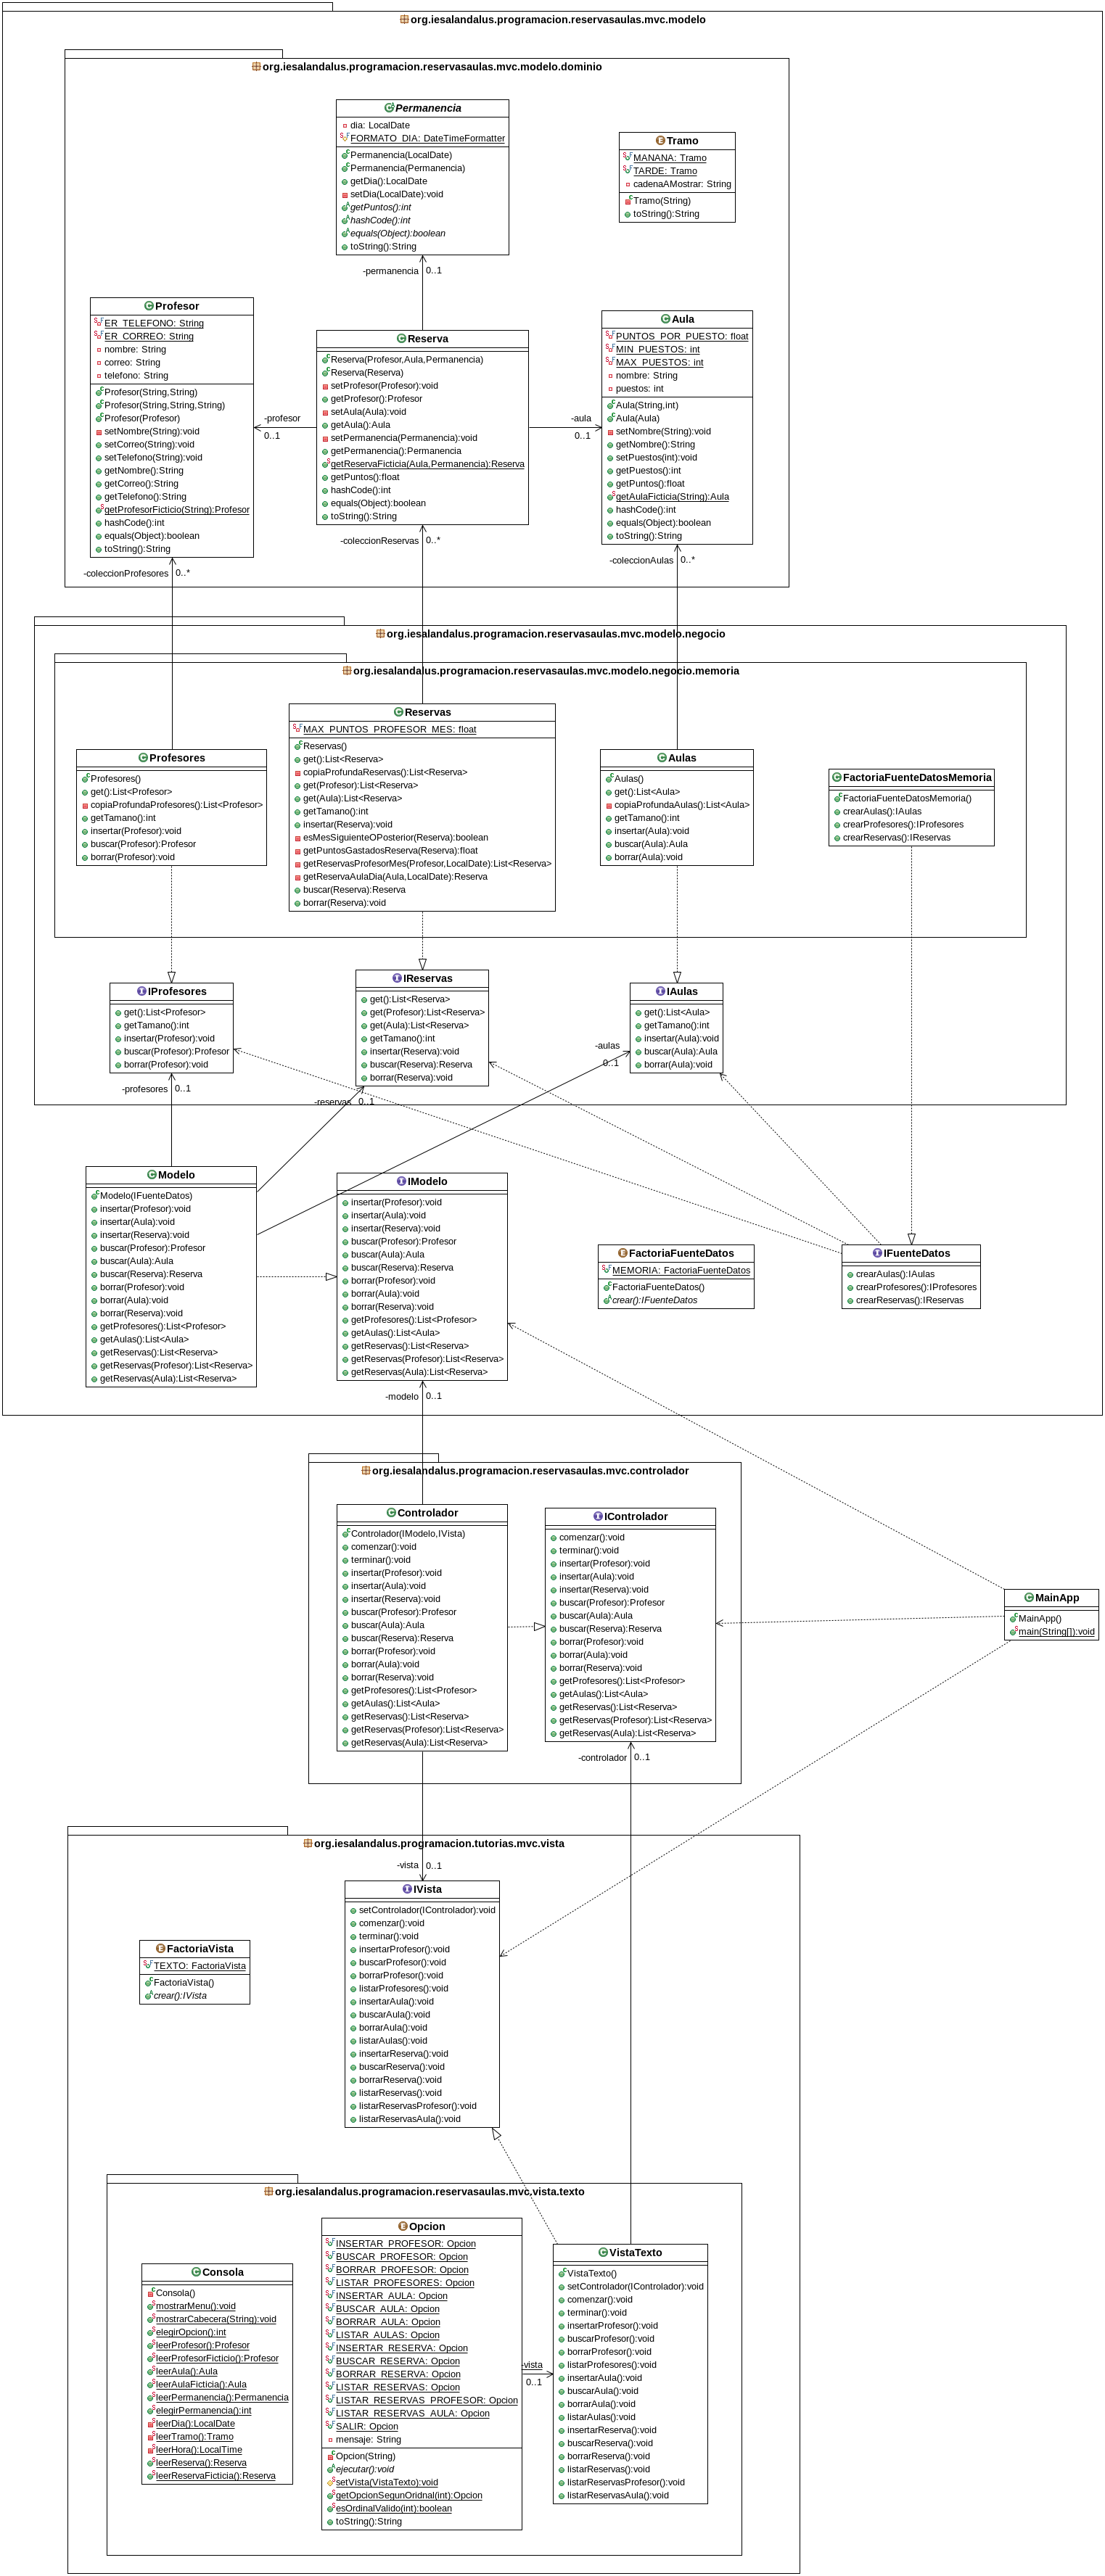 org.iesalandalus.programacion.reservasaulas.mvc.modelo
org.iesalandalus.programacion.reservasaulas.mvc.modelo.dominio
Permanencia
dia: LocalDate
FORMATO_DIA: DateTimeFormatter
Permanencia(LocalDate)
Permanencia(Permanencia)
getDia():LocalDate
setDia(LocalDate):void
getPuntos():int
hashCode():int
equals(Object):boolean
toString():String
Tramo
MANANA: Tramo
TARDE: Tramo
cadenaAMostrar: String
Tramo(String)
toString():String
-permanencia 0..1
Profesor
ER_TELEFONO: String
ER_CORREO: String
nombre: String
correo: String
telefono: String
Profesor(String,String)
Profesor(String,String,String)
Profesor(Profesor)
setNombre(String):void
setCorreo(String):void
setTelefono(String):void
getNombre():String
getCorreo():String
getTelefono():String
getProfesorFicticio(String):Profesor
hashCode():int
equals(Object):boolean
toString():String
-profesor
0..1
Reserva
Reserva(Profesor,Aula,Permanencia)
Reserva(Reserva)
setProfesor(Profesor):void
getProfesor():Profesor
setAula(Aula):void
getAula():Aula
setPermanencia(Permanencia):void
getPermanencia():Permanencia
getReservaFicticia(Aula,Permanencia):Reserva
getPuntos():float
hashCode():int
equals(Object):boolean
toString():String
-aula
0..1
Aula
PUNTOS_POR_PUESTO: float
MIN_PUESTOS: int
MAX_PUESTOS: int
nombre: String
puestos: int
Aula(String,int)
Aula(Aula)
setNombre(String):void
getNombre():String
setPuestos(int):void
getPuestos():int
getPuntos():float
getAulaFicticia(String):Aula
hashCode():int
equals(Object):boolean
toString():String
-coleccionProfesores 0..*
-coleccionReservas 0..*
-coleccionAulas 0..*
org.iesalandalus.programacion.reservasaulas.mvc.modelo.negocio
org.iesalandalus.programacion.reservasaulas.mvc.modelo.negocio.memoria
Profesores
Profesores()
get():List<Profesor>
copiaProfundaProfesores():List<Profesor>
getTamano():int
insertar(Profesor):void
buscar(Profesor):Profesor
borrar(Profesor):void
Reservas
MAX_PUNTOS_PROFESOR_MES: float
Reservas()
get():List<Reserva>
copiaProfundaReservas():List<Reserva>
get(Profesor):List<Reserva>
get(Aula):List<Reserva>
getTamano():int
insertar(Reserva):void
esMesSiguienteOPosterior(Reserva):boolean
getPuntosGastadosReserva(Reserva):float
getReservasProfesorMes(Profesor,LocalDate):List<Reserva>
getReservaAulaDia(Aula,LocalDate):Reserva
buscar(Reserva):Reserva
borrar(Reserva):void
Aulas
Aulas()
get():List<Aula>
copiaProfundaAulas():List<Aula>
getTamano():int
insertar(Aula):void
buscar(Aula):Aula
borrar(Aula):void
FactoriaFuenteDatosMemoria
FactoriaFuenteDatosMemoria()
crearAulas():IAulas
crearProfesores():IProfesores
crearReservas():IReservas
IProfesores
get():List<Profesor>
getTamano():int
insertar(Profesor):void
buscar(Profesor):Profesor
borrar(Profesor):void
IReservas
get():List<Reserva>
get(Profesor):List<Reserva>
get(Aula):List<Reserva>
getTamano():int
insertar(Reserva):void
buscar(Reserva):Reserva
borrar(Reserva):void
IAulas
get():List<Aula>
getTamano():int
insertar(Aula):void
buscar(Aula):Aula
borrar(Aula):void
-aulas
0..1
-profesores 0..1
-reservas 0..1
Modelo
Modelo(IFuenteDatos)
insertar(Profesor):void
insertar(Aula):void
insertar(Reserva):void
buscar(Profesor):Profesor
buscar(Aula):Aula
buscar(Reserva):Reserva
borrar(Profesor):void
borrar(Aula):void
borrar(Reserva):void
getProfesores():List<Profesor>
getAulas():List<Aula>
getReservas():List<Reserva>
getReservas(Profesor):List<Reserva>
getReservas(Aula):List<Reserva>
IModelo
insertar(Profesor):void
insertar(Aula):void
insertar(Reserva):void
buscar(Profesor):Profesor
buscar(Aula):Aula
buscar(Reserva):Reserva
borrar(Profesor):void
borrar(Aula):void
borrar(Reserva):void
getProfesores():List<Profesor>
getAulas():List<Aula>
getReservas():List<Reserva>
getReservas(Profesor):List<Reserva>
getReservas(Aula):List<Reserva>
FactoriaFuenteDatos
MEMORIA: FactoriaFuenteDatos
FactoriaFuenteDatos()
crear():IFuenteDatos
IFuenteDatos
crearAulas():IAulas
crearProfesores():IProfesores
crearReservas():IReservas
-modelo 0..1
org.iesalandalus.programacion.reservasaulas.mvc.controlador
Controlador
Controlador(IModelo,IVista)
comenzar():void
terminar():void
insertar(Profesor):void
insertar(Aula):void
insertar(Reserva):void
buscar(Profesor):Profesor
buscar(Aula):Aula
buscar(Reserva):Reserva
borrar(Profesor):void
borrar(Aula):void
borrar(Reserva):void
getProfesores():List<Profesor>
getAulas():List<Aula>
getReservas():List<Reserva>
getReservas(Profesor):List<Reserva>
getReservas(Aula):List<Reserva>
IControlador
comenzar():void
terminar():void
insertar(Profesor):void
insertar(Aula):void
insertar(Reserva):void
buscar(Profesor):Profesor
buscar(Aula):Aula
buscar(Reserva):Reserva
borrar(Profesor):void
borrar(Aula):void
borrar(Reserva):void
getProfesores():List<Profesor>
getAulas():List<Aula>
getReservas():List<Reserva>
getReservas(Profesor):List<Reserva>
getReservas(Aula):List<Reserva>
MainApp
MainApp()
main(String[]):void
-controlador 0..1
org.iesalandalus.programacion.tutorias.mvc.vista
-vista 0..1
IVista
setControlador(IControlador):void
comenzar():void
terminar():void
insertarProfesor():void
buscarProfesor():void
borrarProfesor():void
listarProfesores():void
insertarAula():void
buscarAula():void
borrarAula():void
listarAulas():void
insertarReserva():void
buscarReserva():void
borrarReserva():void
listarReservas():void
listarReservasProfesor():void
listarReservasAula():void
FactoriaVista
TEXTO: FactoriaVista
FactoriaVista()
crear():IVista
org.iesalandalus.programacion.reservasaulas.mvc.vista.texto
Consola
Consola()
mostrarMenu():void
mostrarCabecera(String):void
elegirOpcion():int
leerProfesor():Profesor
leerProfesorFicticio():Profesor
leerAula():Aula
leerAulaFicticia():Aula
leerPermanencia():Permanencia
elegirPermanencia():int
leerDia():LocalDate
leerTramo():Tramo
leerHora():LocalTime
leerReserva():Reserva
leerReservaFicticia():Reserva
Opcion
INSERTAR_PROFESOR: Opcion
BUSCAR_PROFESOR: Opcion
BORRAR_PROFESOR: Opcion
LISTAR_PROFESORES: Opcion
INSERTAR_AULA: Opcion
BUSCAR_AULA: Opcion
BORRAR_AULA: Opcion
LISTAR_AULAS: Opcion
INSERTAR_RESERVA: Opcion
BUSCAR_RESERVA: Opcion
BORRAR_RESERVA: Opcion
LISTAR_RESERVAS: Opcion
LISTAR_RESERVAS_PROFESOR: Opcion
LISTAR_RESERVAS_AULA: Opcion
SALIR: Opcion
mensaje: String
Opcion(String)
ejecutar():void
setVista(VistaTexto):void
getOpcionSegunOridnal(int):Opcion
esOrdinalValido(int):boolean
toString():String
-vista
0..1
VistaTexto
VistaTexto()
setControlador(IControlador):void
comenzar():void
terminar():void
insertarProfesor():void
buscarProfesor():void
borrarProfesor():void
listarProfesores():void
insertarAula():void
buscarAula():void
borrarAula():void
listarAulas():void
insertarReserva():void
buscarReserva():void
borrarReserva():void
listarReservas():void
listarReservasProfesor():void
listarReservasAula():void